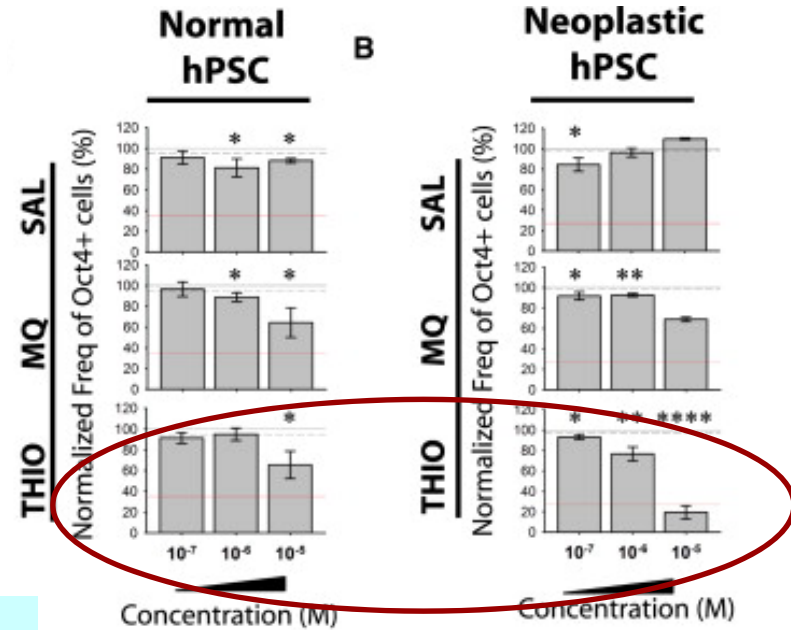 Normal
hPSC
B
Neoplastic
hPSC
SAL
MQ
THIO
Normalized Freq of Oct4+ cells (%)
120
100
80
60
40
20
0
* *
120
100
80
60
40
20
0
* *
120
100
80
60
40
20
0
*
10-7 10-6 10-5
Concentration (M)
SAL
MQ
THIO
Normalized Freq of Oct4+ cells (%)
120
100
80
60
40
20
0
*
120
100
80
60
40
20
0
* **
120
100
80
60
40
20
0
* ** ****
10-7 10-6 10-5
Concentration (M)